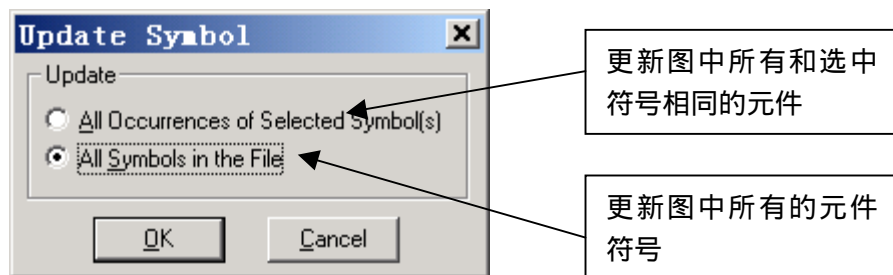 Update Symbol
Update
All Occurrences of Selected Symbol(s)
All Symbols in the File
OK
Cancel
更新图中所有和选中
符号相同的元件
更新图中所有的元件
符号